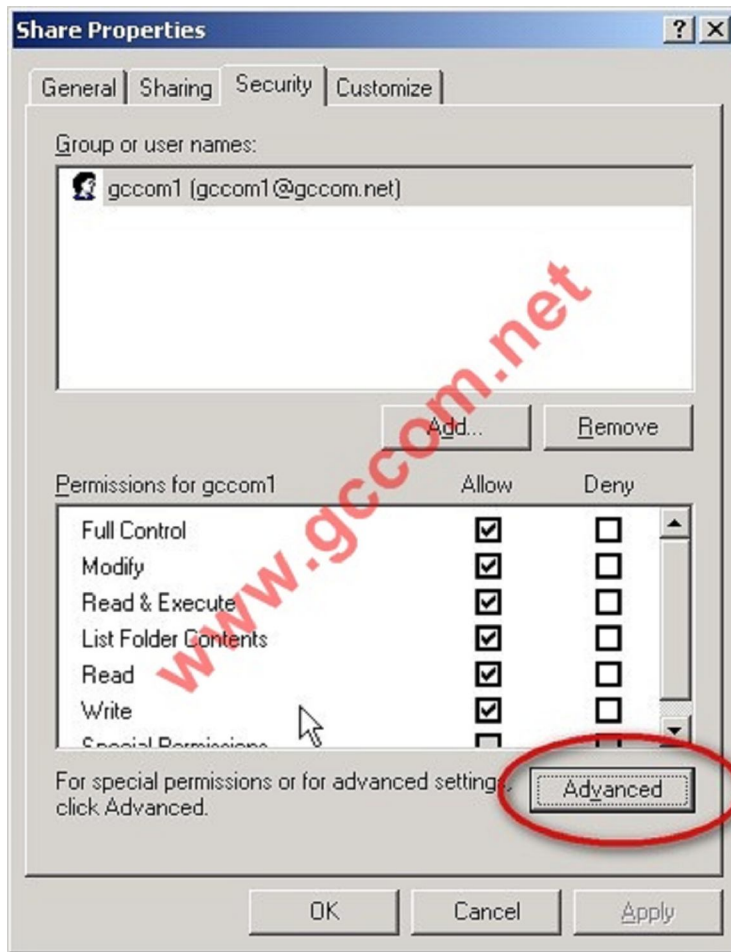 Share Properties
General Sharing Security Customize
Group or user names:
gccom1 (gccom1@gccom.net)
www.gccom.net
Add... Remove
Permissions for gccom1 Allow Deny
Full Control
Modify
Read & Execute
List Folder Contents
Read
Write
Special Permissions
For special permissions or for advanced settings,
click Advanced.
Advanced
OK Cancel Apply